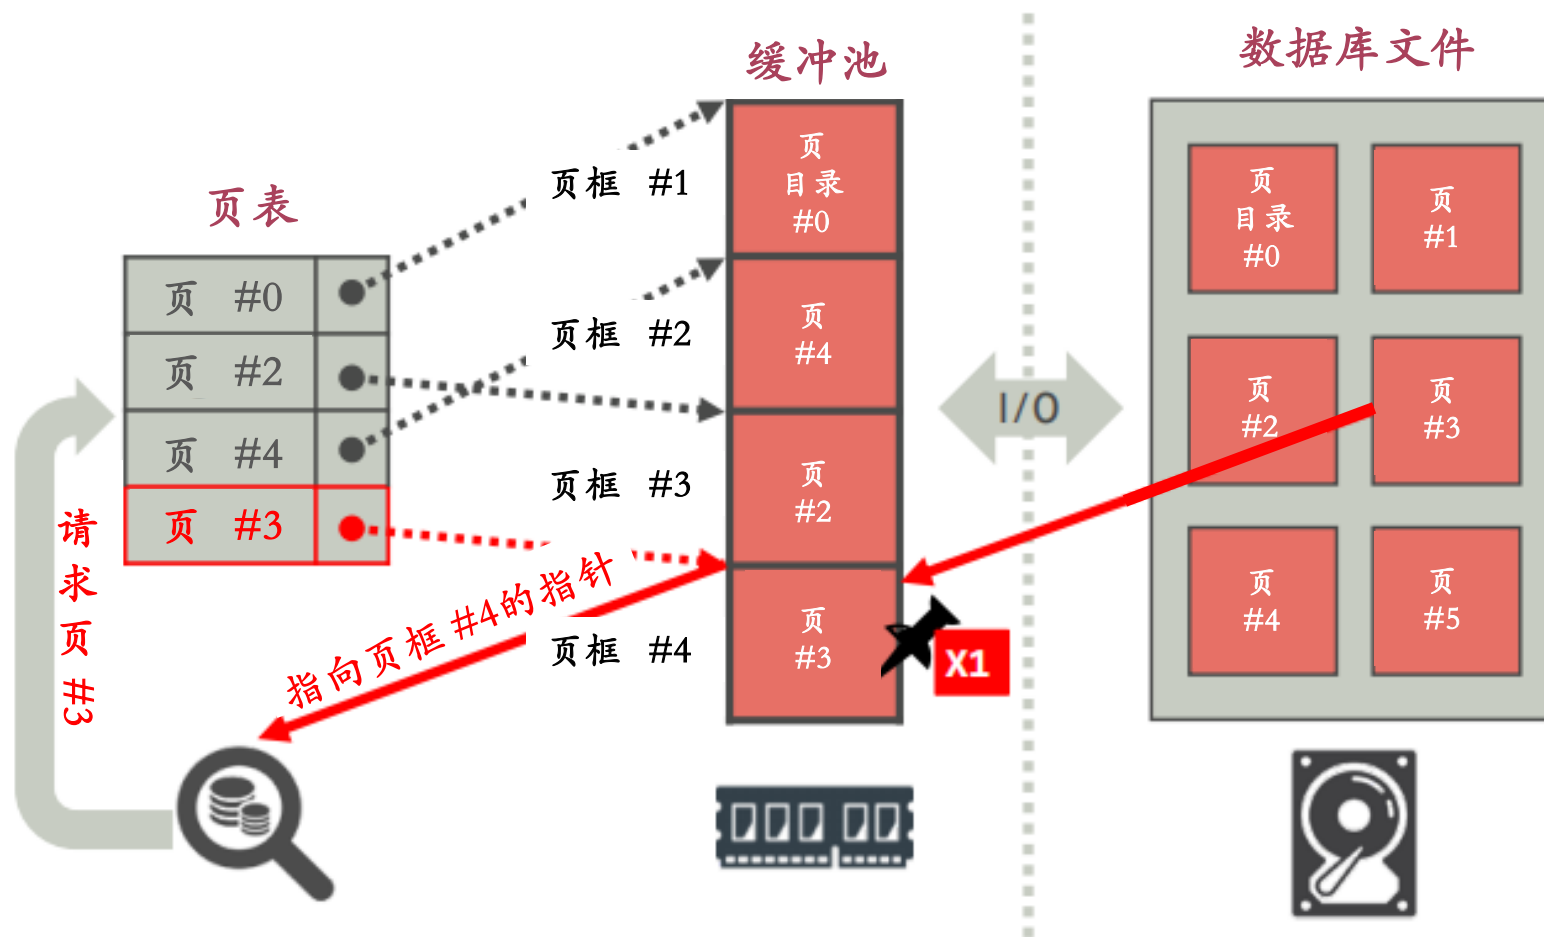 缓冲池
数据库文件
页表
页 #0
页 #2
页 #4
页 #3
请求页 #3
页框 #1
页框 #2
页框 #3
页框 #4
指向页框 #4的指针
页
目录
#0
页
#4
页
#2
页
#3
X1
I/O
页
目录
#0
页
#1
页
#2
页
#3
页
#4
页
#5